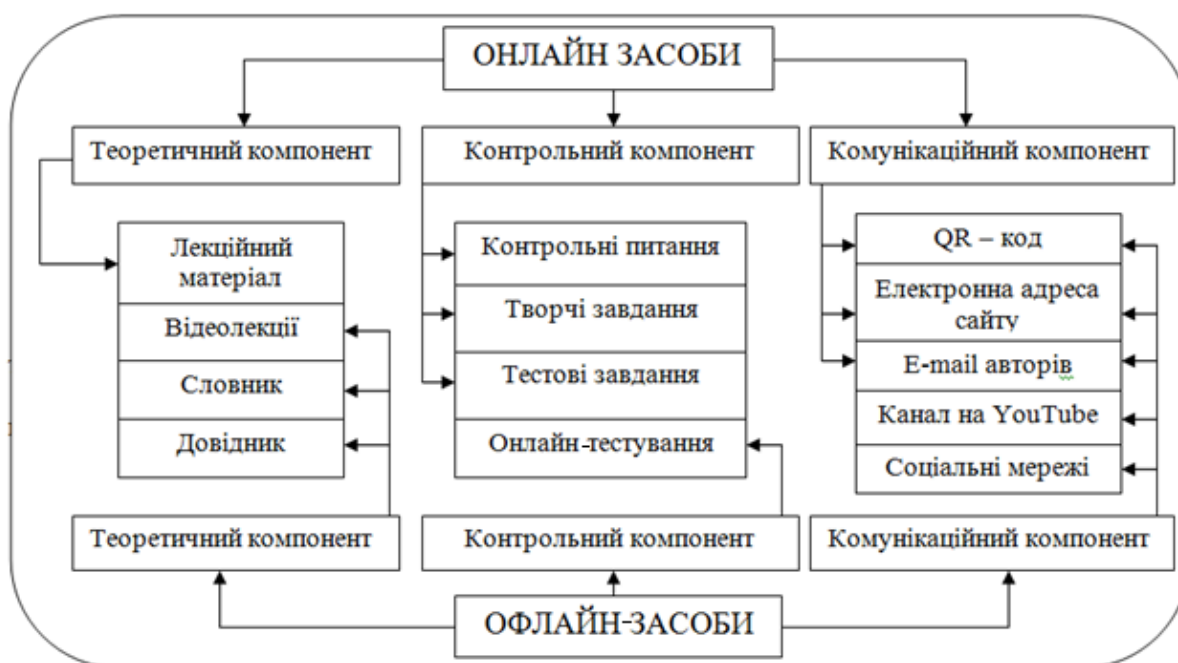 ОНЛАЙН ЗАСОБИ
Теоретичний компонент
Контрольний компонент
Комунікаційний компонент
Лекційний
матеріал
Відеолекції
Словник
Довідник
Контрольні питання
Творчі завдання
Тестові завдання
Онлайн-тестування
QR – код
Електронна адреса
сайту
E-mail авторів
Канал на YouTube
Соціальні мережі
Теоретичний компонент
Контрольний компонент
Комунікаційний компонент
ОФЛАЙН-ЗАСОБИ